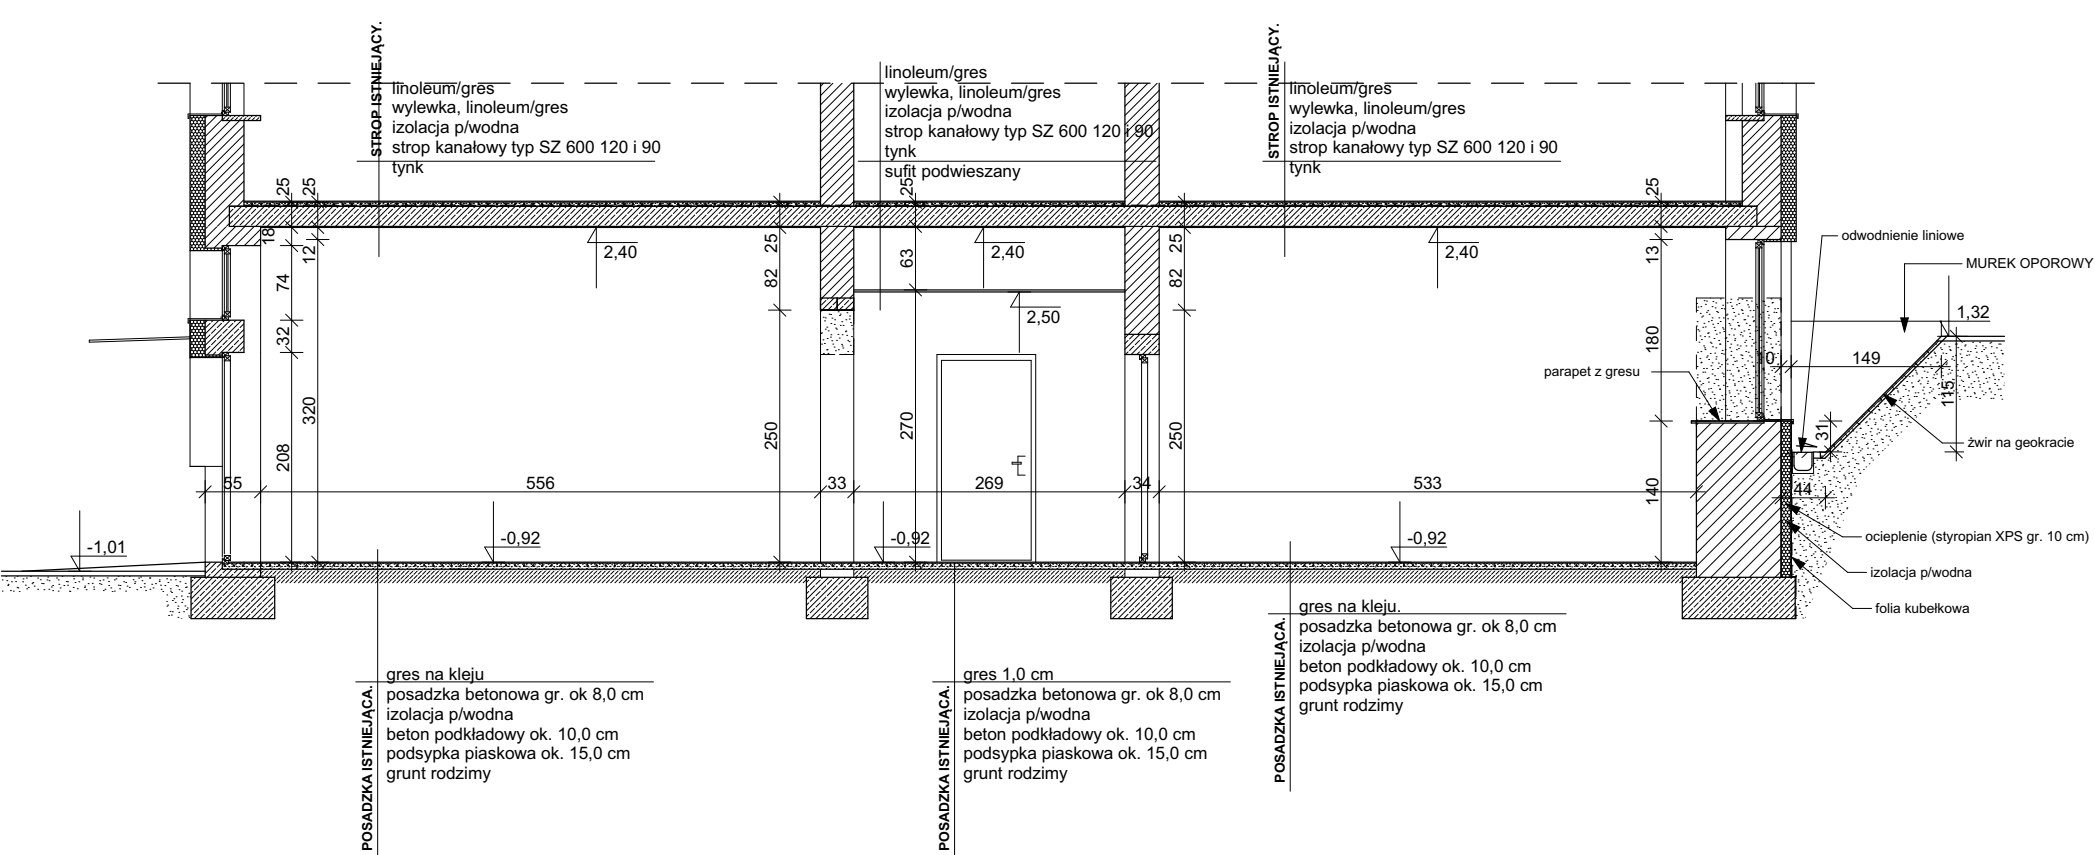 STROP ISTNIEJĄCY.
linoleum/gres
wylewka, linoleum/gres
izolacja p/wodna
strop kanałowy typ SZ 600 120 i 90
tynk
linoleum/gres
wylewka, linoleum/gres
izolacja p/wodna
strop kanałowy typ SZ 600 120 i 90
tynk
sufit podwieszany
STROP ISTNIEJĄCY.
linoleum/gres
wylewka, linoleum/gres
izolacja p/wodna
strop kanałowy typ SZ 600 120 i 90
tynk
25
25
25
25
18
12
25
63
25
13
2,40
2,40
2,40
74
82
82
2,50
32
320
208
250
270
250
180
140
odwodnienie liniowe
MUREK OPOROWY
1,32
10
149
115
parapet z gresu
31
żwir na geokracie
55
556
33
269
34
533
44
-1,01
-0,92
-0,92
-0,92
ocieplenie (styropian XPS gr. 10 cm)
izolacja p/wodna
folia kubełkowa
POSADZKA ISTNIEJĄCA.
gres na kleju
posadzka betonowa gr. ok 8,0 cm
izolacja p/wodna
beton podkładowy ok. 10,0 cm
podsypka piaskowa ok. 15,0 cm
grunt rodzimy
POSADZKA ISTNIEJĄCA.
gres 1,0 cm
posadzka betonowa gr. ok 8,0 cm
izolacja p/wodna
beton podkładowy ok. 10,0 cm
podsypka piaskowa ok. 15,0 cm
grunt rodzimy
POSADZKA ISTNIEJĄCA.
gres na kleju.
posadzka betonowa gr. ok 8,0 cm
izolacja p/wodna
beton podkładowy ok. 10,0 cm
podsypka piaskowa ok. 15,0 cm
grunt rodzimy